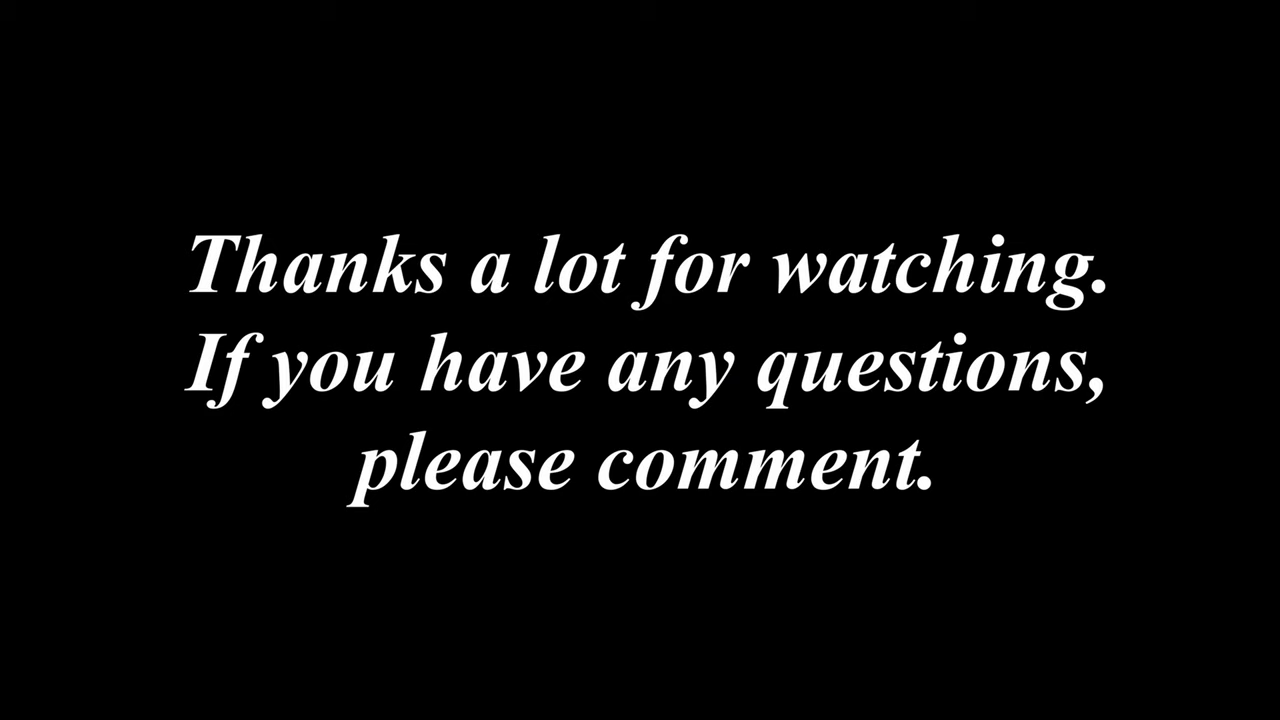 Thanks a lot for watching.
If you have any questions,
please comment.